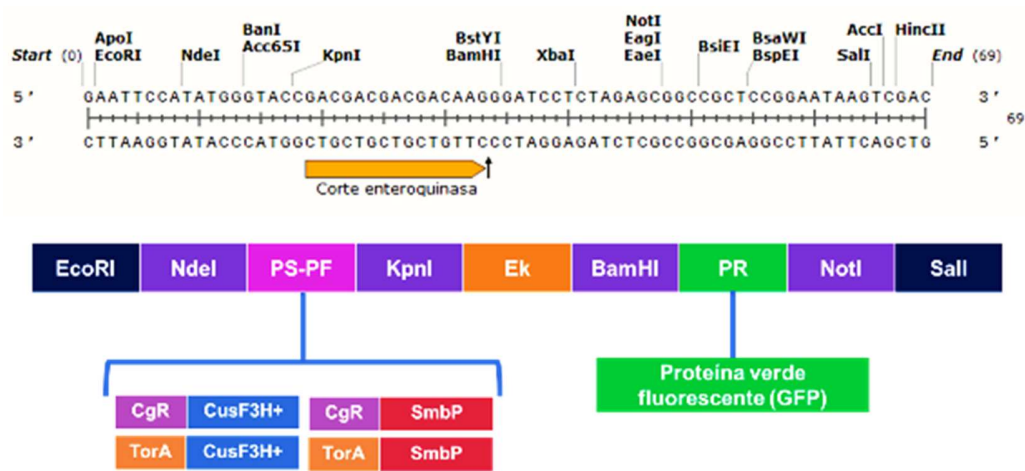 NotI
BanI BstYI EagI BsaWI AccI HincII
ApoI
Start (0) EcoRI NdeI Acc65I KpnI BamHI XbaI EaeI BsiEI BspEI SalI End (69)
5' GAATTCCATATGGGTACCGACGACGACGACAAGGGATCCTCTAGAGCGGCCGCTCCGGAATAAGTCGAC 3'
69
3' CTTAAGGTATACCCATGGCTGCTGCTGCTGTTCCCTAGGAGATCTCGCCGGCGAGGCCTTATTCAGCTG 5'
Corte enteroquinasa
EcoRI NdeI PS-PF KpnI Ek BamHI PR NotI SalI
Proteína verde
fluorescente (GFP)
CgR CusF3H+ CgR SmbP
TorA CusF3H+ TorA SmbP